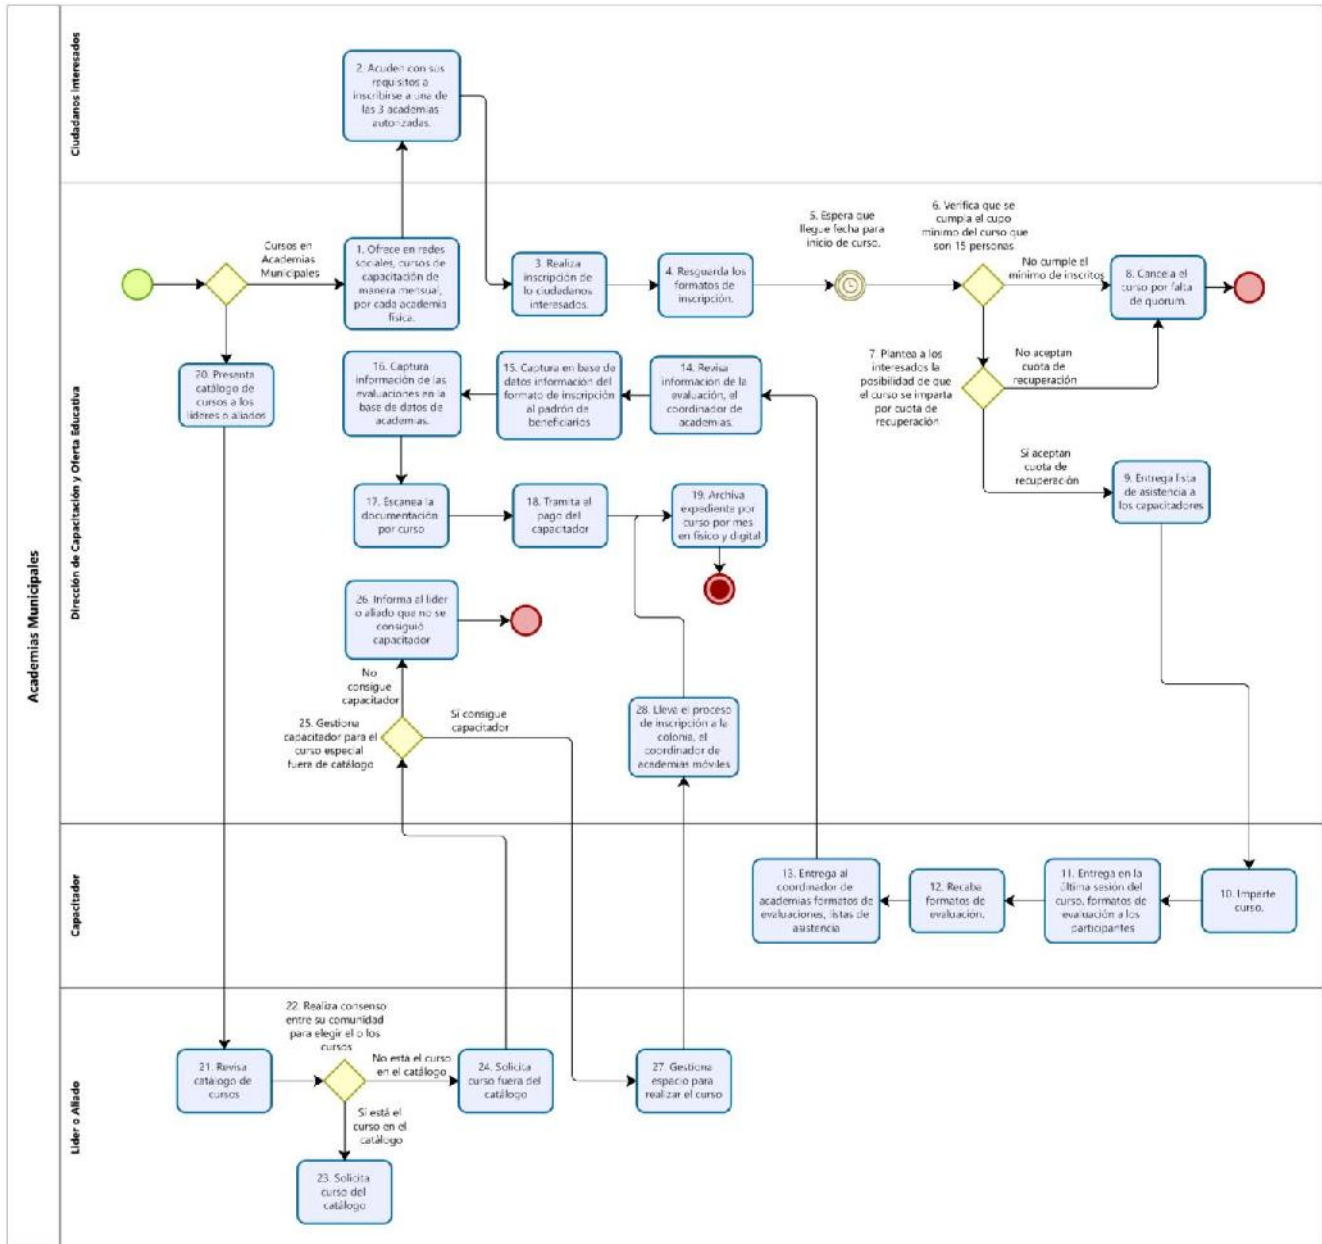 Academias Municipales
Ciudadanos Interesados
2. Acuden con sus
requisitos a
inscribirse a una de
las 3 academias
autorizadas.
Dirección de Capacitación y Oferta Educativa
Cursos en
Academias
Municipales
1. Ofrece en redes
sociales, cursos de
capacitación de
manera mensual,
por cada academia
física.
3. Realiza
inscripción de
lo ciudadanos
interesados.
4. Resguarda los
formatos de
inscripción.
5. Espera que
llegue fecha para
inicio de curso.
6. Verifica que se
cumpla el cupo
mínimo del curso que
son 15 personas
No cumple el
mínimo de inscritos
8. Cancela el
curso por falta
de quorum.
7. Plantea a los
interesados la
posibilidad de que
el curso se imparta
por cuota de
recuperación
No aceptan
cuota de
recuperación
Sí aceptan
cuota de
recuperación
9. Entrega lista
de asistencia a
los capacitadores
20. Presenta
catálogo de
cursos a los
líderes o aliados
16. Captura
información de las
evaluaciones en la
base de datos de
academias.
15. Captura en base de
datos información del
formato de inscripción
al padrón de
beneficiarios
14. Revisa
información de la
evaluación, el
coordinador de
academias.
17. Escanea la
documentación
por curso
18. Tramita el
pago del
capacitador
19. Archiva
expediente por
curso por mes
en físico y digital
26. Informa al líder
o aliado que no se
consiguió
capacitador
No
consigue
capacitador
25. Gestiona
capacitador para el
curso especial
fuera de catálogo
Sí consigue
capacitador
28. Lleva el proceso
de inscripción a la
colonia, el
coordinador de
academias móviles
Capacitador
13. Entrega al
coordinador de
academias formatos de
evaluaciones, listas de
asistencia
12. Recaba
formatos de
evaluación.
11. Entrega en la
última sesión del
curso, formatos de
evaluación a los
participantes
10. Imparte
curso.
Líder o Aliado
21. Revisa
catálogo de
cursos
22. Realiza consenso
entre su comunidad
para elegir el o los
cursos
No está el curso
en el catálogo
Sí está el
curso en el
catálogo
23. Solicita
curso del
catálogo
24. Solicita
curso fuera del
catálogo
27. Gestiona
espacio para
realizar el curso